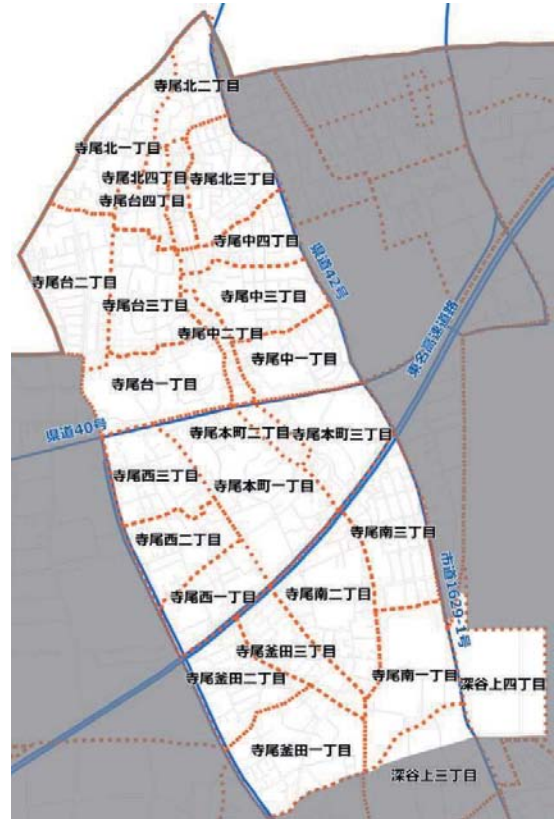 寺尾北二丁目
寺尾北一丁目
寺尾北四丁目
寺尾北三丁目
寺尾台四丁目
寺尾中四丁目
県道42号
寺尾台二丁目
寺尾台三丁目
寺尾中三丁目
寺尾中二丁目
寺尾中一丁目
東名高速道路
寺尾台一丁目
県道40号
寺尾本町二丁目
寺尾本町三丁目
寺尾西三丁目
寺尾本町一丁目
寺尾西二丁目
寺尾南三丁目
寺尾西一丁目
寺尾南二丁目
市道1629-1号
寺尾釜田三丁目
寺尾釜田二丁目
寺尾南一丁目
深谷上四丁目
寺尾釜田一丁目
深谷上三丁目